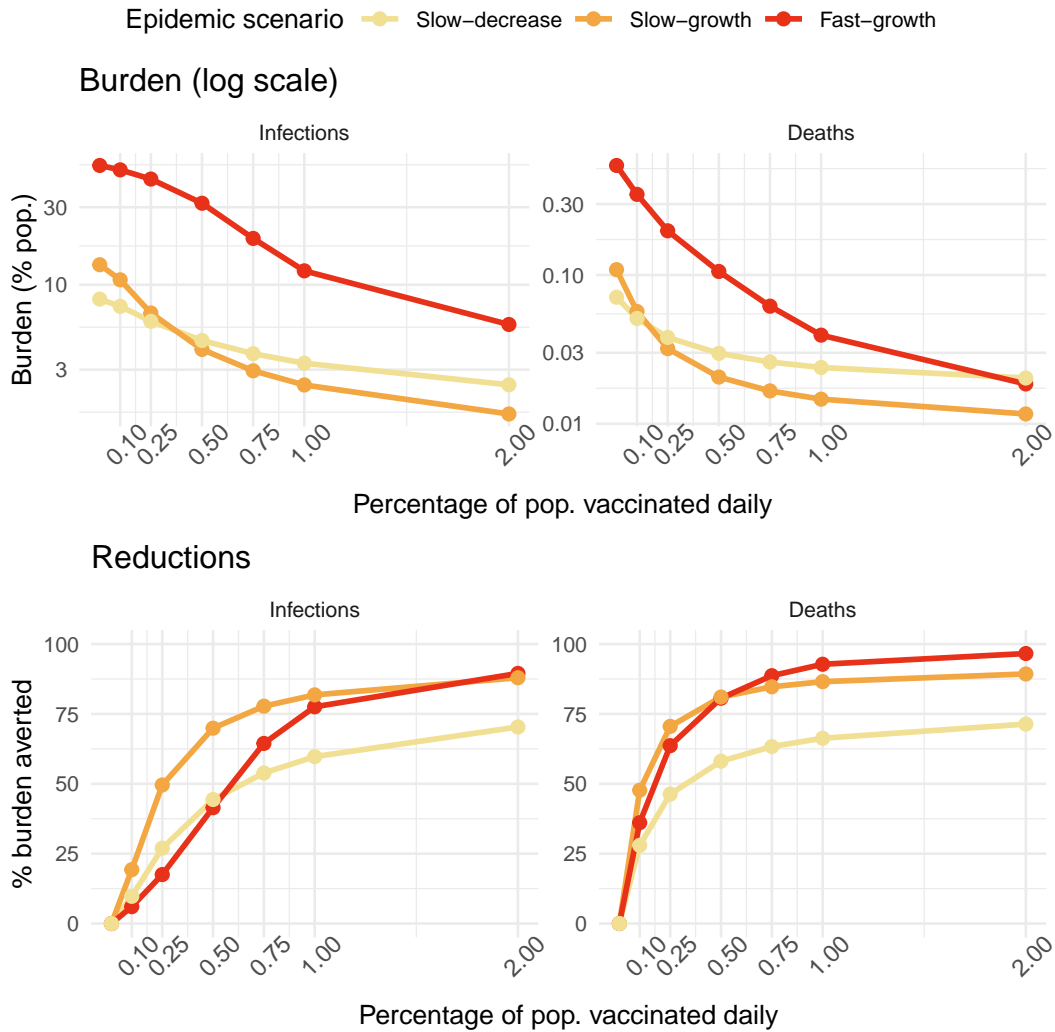 Epidemic scenario Slow−decrease Slow−growth Fast−growth
Burden (log scale)
Infections Deaths
Burden (% pop.)
30
10
3
0.30
0.10
0.03
0.01
0.10 0.25 0.50 0.75 1.00 2.00
0.10 0.25 0.50 0.75 1.00 2.00
Percentage of pop. vaccinated daily
Reductions
Infections Deaths
% burden averted
100
75
50
25
0
100
75
50
25
0
0.10 0.25 0.50 0.75 1.00 2.00
0.10 0.25 0.50 0.75 1.00 2.00
Percentage of pop. vaccinated daily